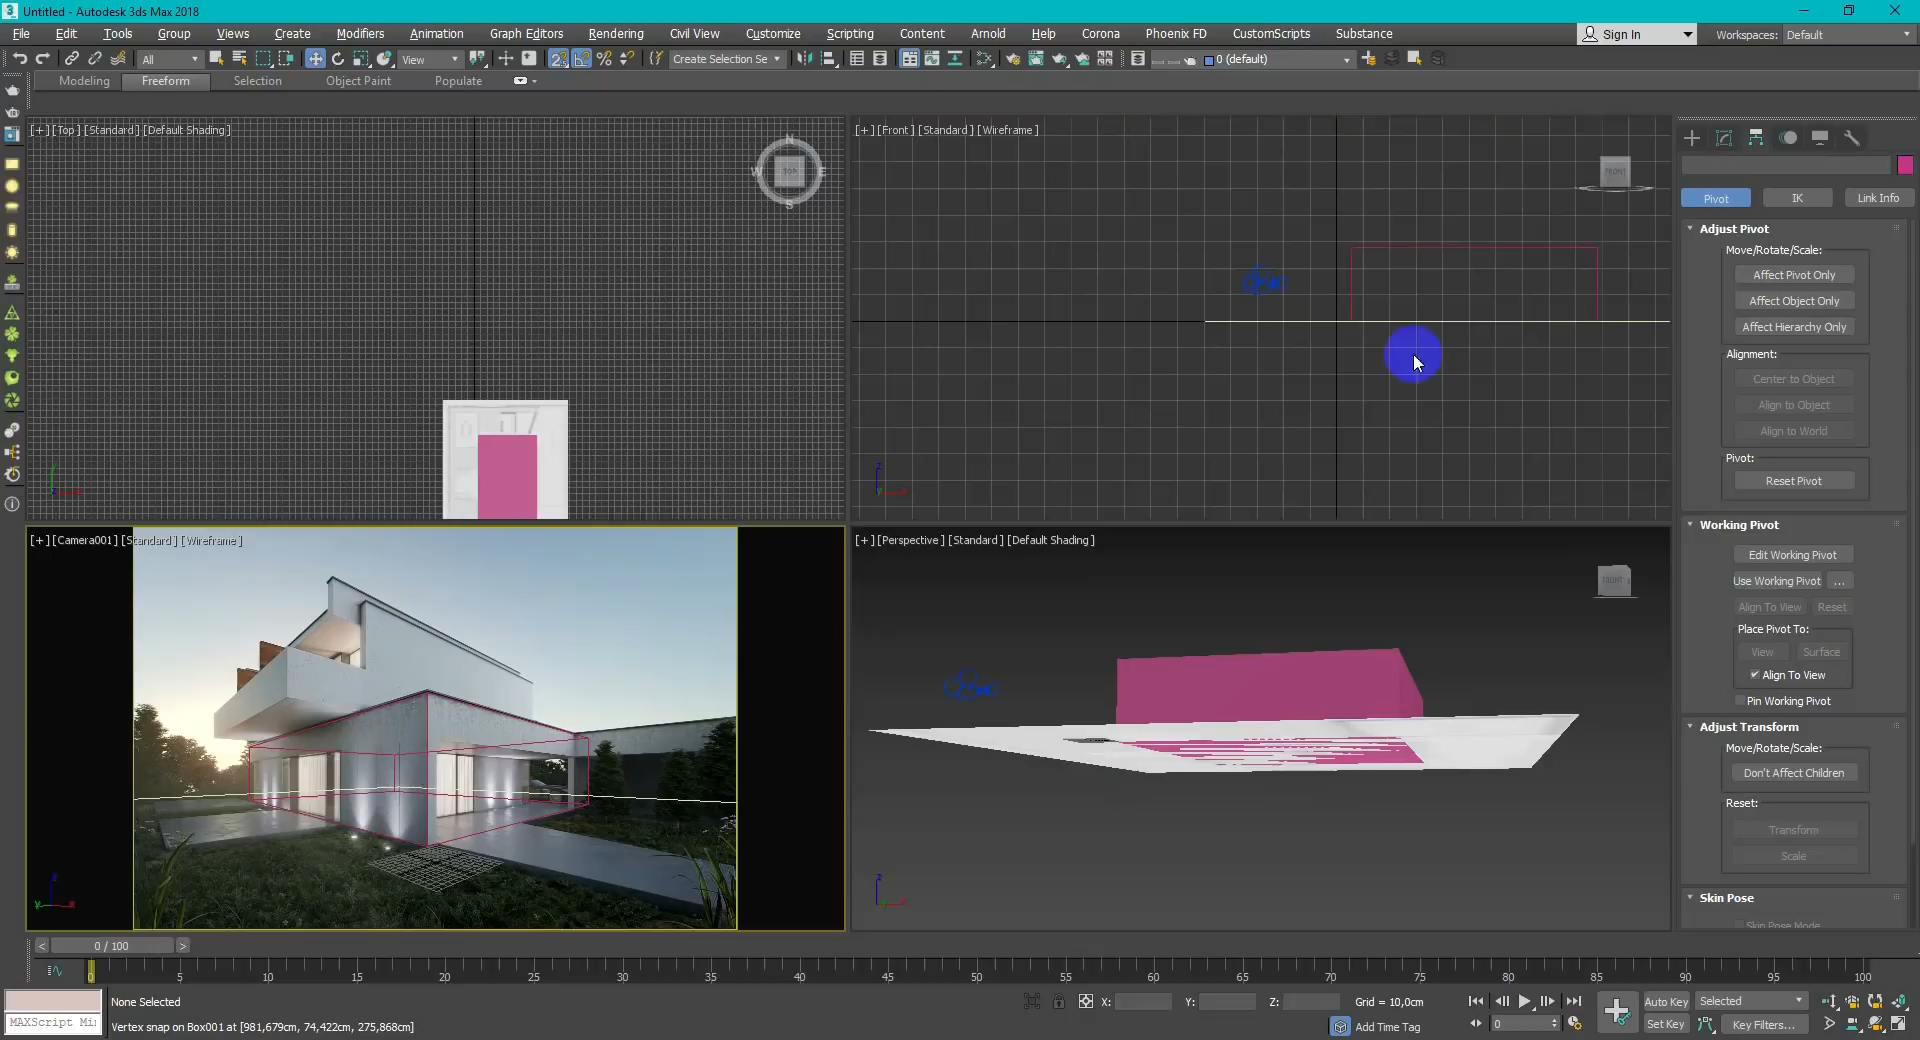 Untitled - Autodesk 3ds Max 2018
File Edit Tools Group Views Create Modifiers Animation Graph Editors Rendering Civil View Customize Scripting Content Arnold Help Corona Phoenix FD CustomScripts Substance Sign In Workspaces: Default
All View Create Selection Se 0 (default)
Modeling Freeform Selection Object Paint Populate
[+] [Top] [Standard] [Default Shading]
N
W TOP E
S
[+] [Front] [Standard] [Wireframe]
FRONT
Pivot IK Link Info
Adjust Pivot
Move/Rotate/Scale:
Affect Pivot Only
Affect Object Only
Affect Hierarchy Only
Alignment:
Center to Object
Align to Object
Align to World
Pivot:
Reset Pivot
Working Pivot
Edit Working Pivot
Use Working Pivot ...
Align To View Reset
Place Pivot To:
View Surface
Align To View
Pin Working Pivot
Adjust Transform
Move/Rotate/Scale:
Don't Affect Children
Reset:
Transform
Scale
Skin Pose
Skin Pose Mode
[+] [Camera001] [Standard] [Wireframe]
[+] [Perspective] [Standard] [Default Shading]
FRONT
< 0 / 100 >
0 5 10 15 20 25 30 35 40 45 50 55 60 65 70 75 80 85 90 95 100
None Selected X: Y: Z: Grid = 10,0cm Auto Key Selected
MAXScript Mi Vertex snap on Box001 at [981,679cm, 74,422cm, 275,868cm] Add Time Tag 0 Set Key Key Filters...